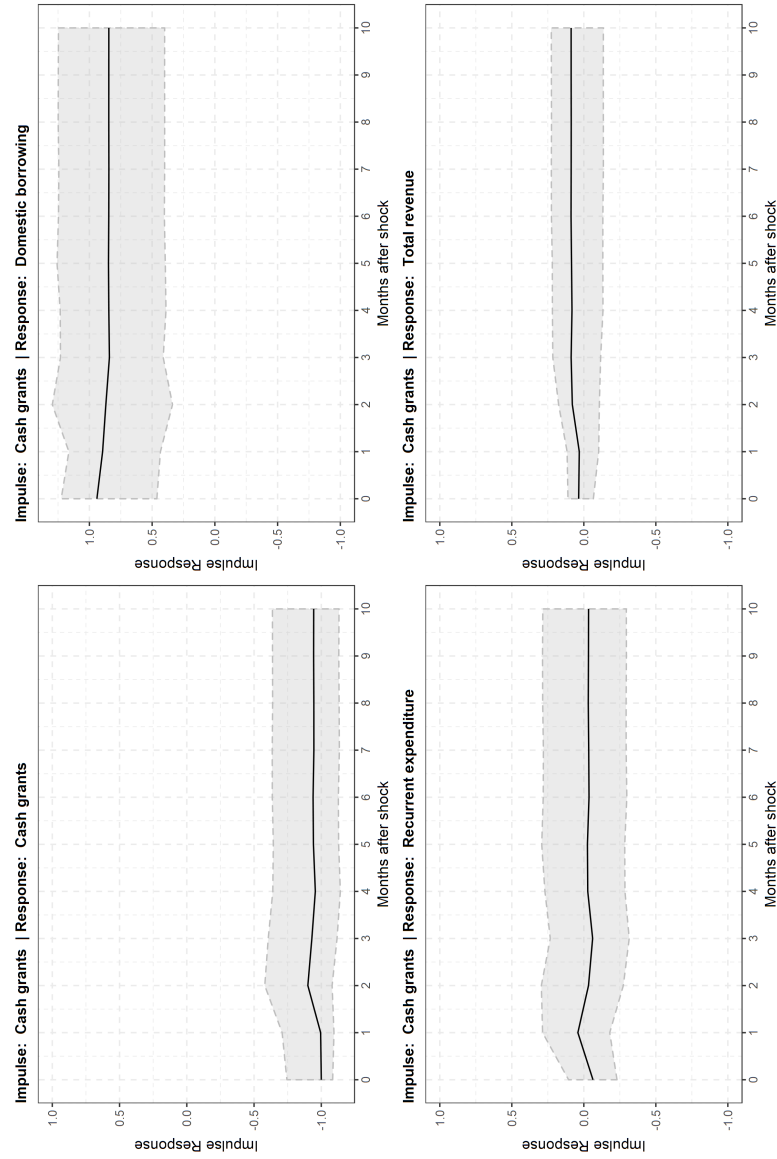 Impulse: Cash grants | Response: Cash grants
1.0
0.5
0.0
-0.5
-1.0
Impulse Response
0 1 2 3 4 5 6 7 8 9 10
Months after shock
Impulse: Cash grants | Response: Domestic borrowing
1.0
0.5
0.0
-0.5
-1.0
Impulse Response
0 1 2 3 4 5 6 7 8 9 10
Months after shock
Impulse: Cash grants | Response: Recurrent expenditure
1.0
0.5
0.0
-0.5
-1.0
Impulse Response
0 1 2 3 4 5 6 7 8 9 10
Months after shock
Impulse: Cash grants | Response: Total revenue
1.0
0.5
0.0
-0.5
-1.0
Impulse Response
0 1 2 3 4 5 6 7 8 9 10
Months after shock